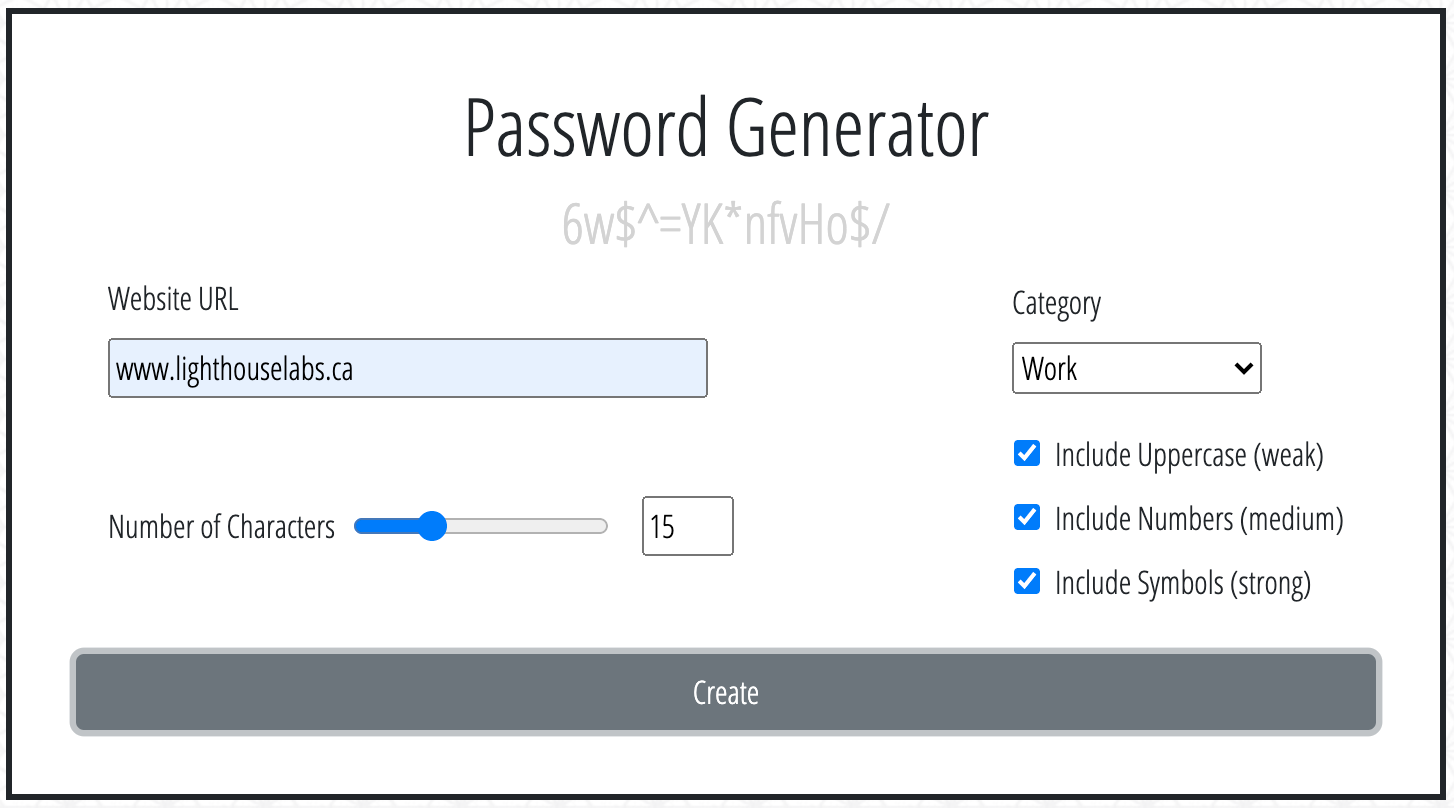 Password Generator
6w$^=YK*nfvHo$/
Website URL
www.lighthouselabs.ca
Category
Work
Number of Characters
15
Include Uppercase (weak)
Include Numbers (medium)
Include Symbols (strong)
Create